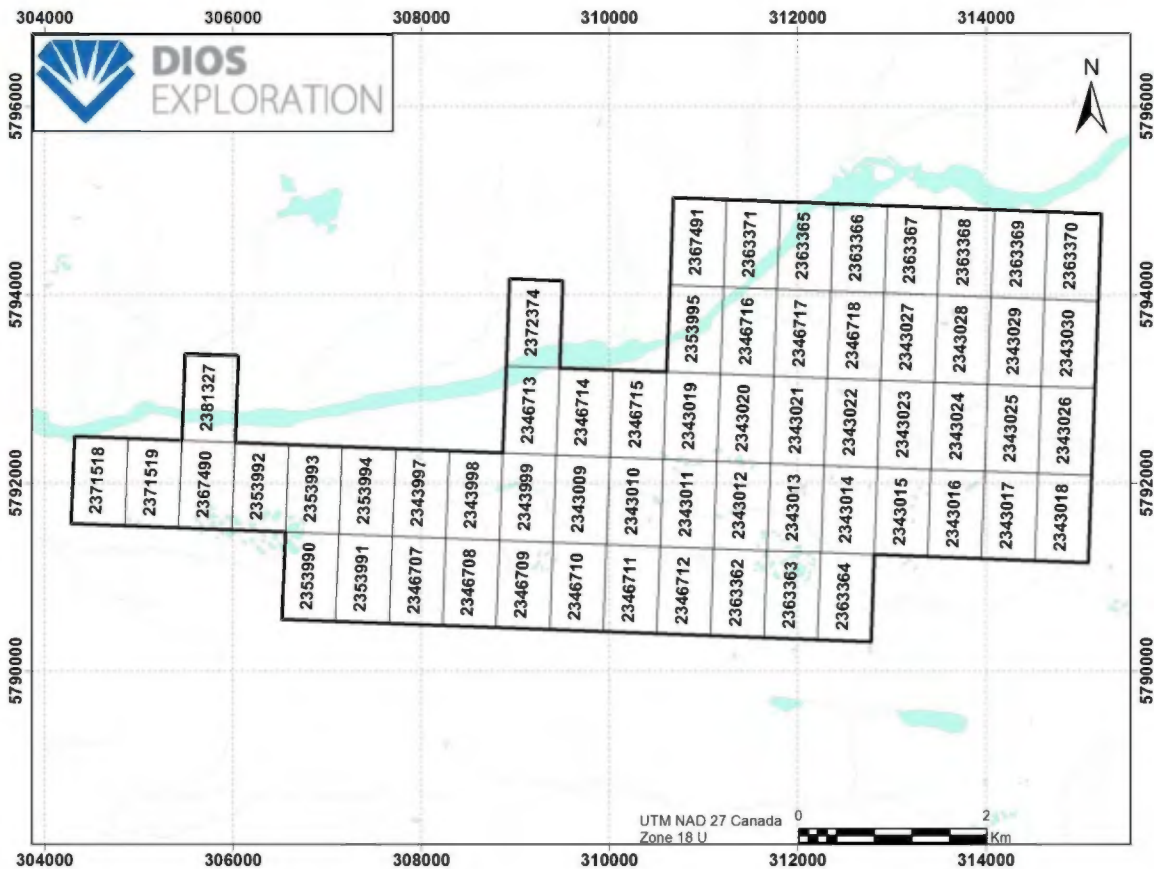 304000 306000 308000 310000 312000 314000
DIOS
EXPLORATION
N
5796000 5796000
2367491 2363371 2363365 2363366 2363367 2363368 2363369 2363370
5794000 5794000
2372374 2353995 2346716 2346717 2346718 2343027 2343028 2343029 2343030
2381327 2346713 2346714 2346715 2343019 2343020 2343021 2343022 2343023 2343024 2343025 2343026
5792000 5792000
2371518 2371519 2367490 2353992 2353993 2353994 2343997 2343998 2343999 2343009 2343010 2343011 2343012 2343013 2343014 2343015 2343016 2343017 2343018
2353990 2353991 2346707 2346708 2346709 2346710 2346711 2346712 2363362 2363363 2363364
5790000 5790000
UTM NAD 27 Canada 0 2
Zone 18 U Km
304000 306000 308000 310000 312000 314000